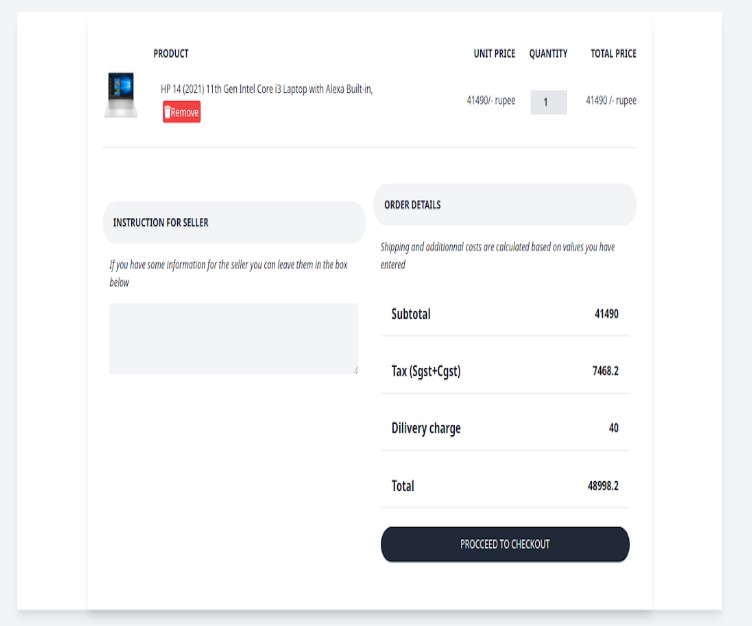 PRODUCT UNIT PRICE QUANTITY TOTAL PRICE
HP 14 (2021) 11th Gen Intel Core i3 Laptop with Alexa Built-in,
41490/- rupee 1 41490 /- rupee
Remove
INSTRUCTION FOR SELLER
If you have some information for the seller you can leave them in the box
below
ORDER DETAILS
Shipping and additionnal costs are calculated based on values you have
entered
Subtotal 41490
Tax (Sgst+Cgst) 7468.2
Dilivery charge 40
Total 48998.2
PROCCEED TO CHECKOUT